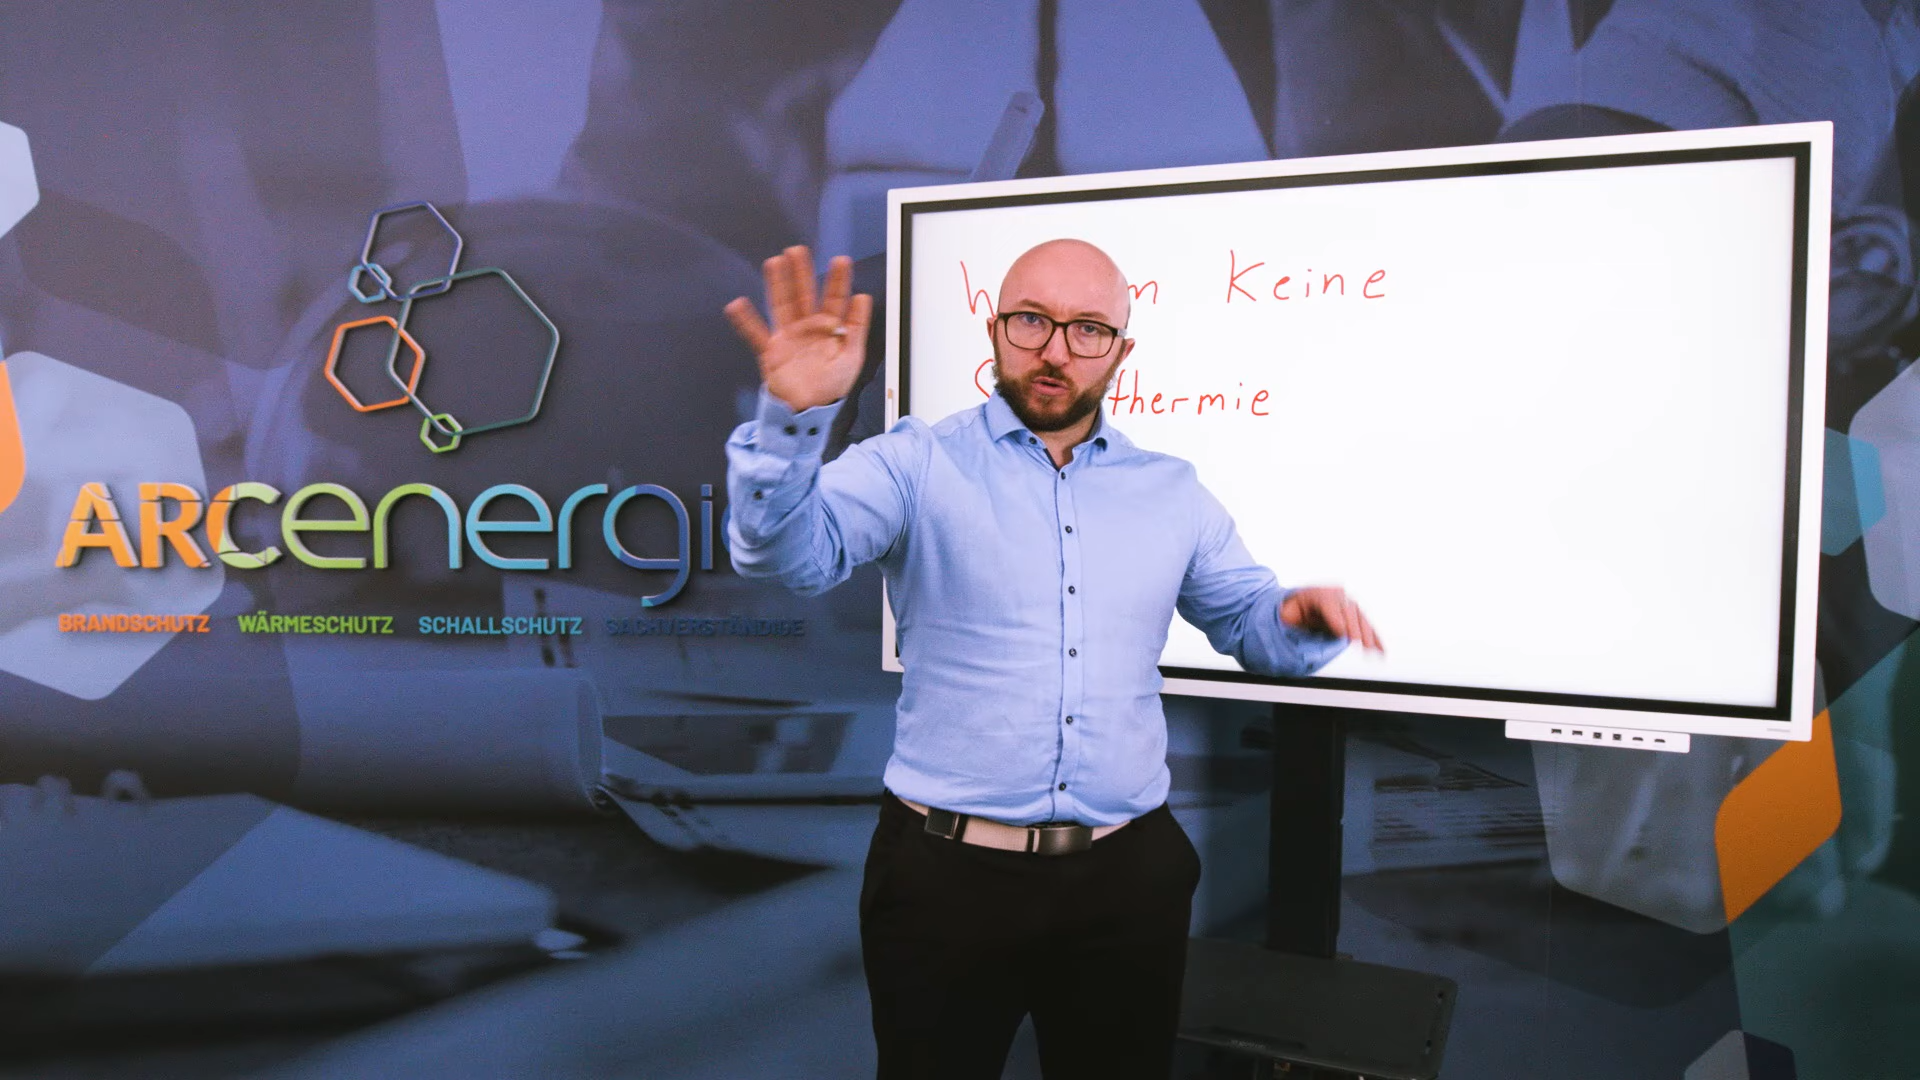 ARCenergie
BRANDSCHUTZ WÄRMESCHUTZ SCHALLSCHUTZ SACHVERSTÄNDIGE
Keine
thermie